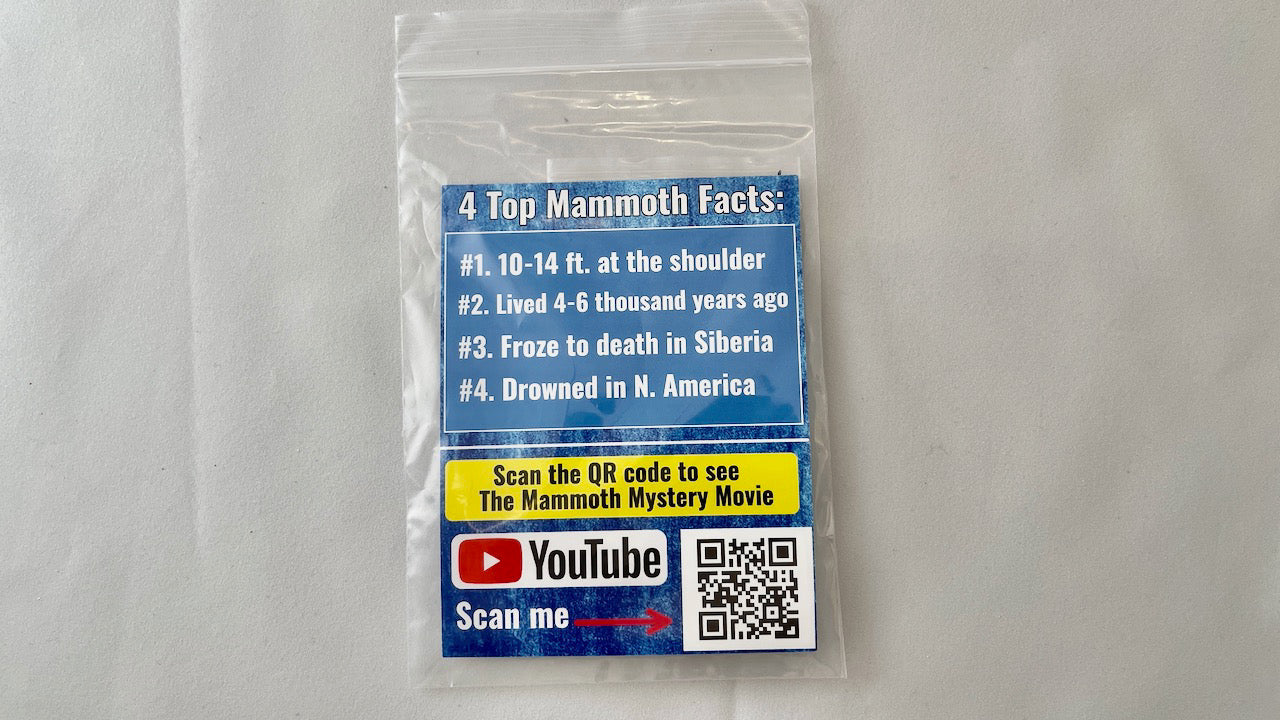 4 Top Mammoth Facts:
#1. 10-14 ft. at the shoulder
#2. Lived 4-6 thousand years ago
#3. Froze to death in Siberia
#4. Drowned in N. America
Scan the QR code to see
The Mammoth Mystery Movie
YouTube
Scan me